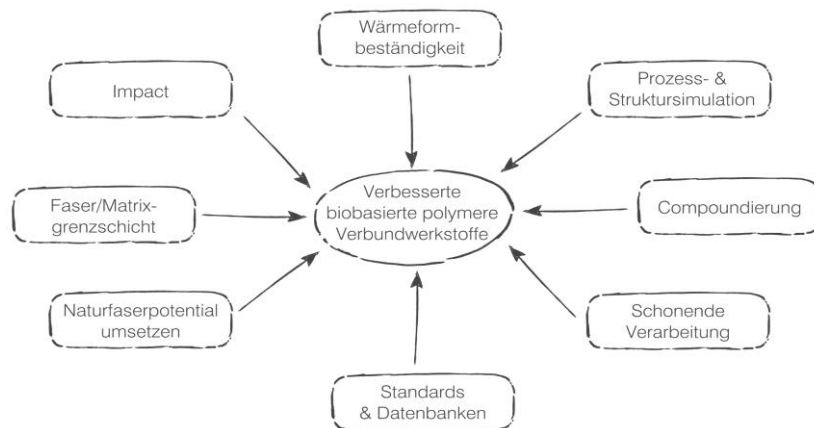 Wärmeform-
beständigkeit
Impact
Prozess- &
Struktursimulation
Faser/Matrix-
grenzschicht
Verbesserte
biobasierte polymere
Verbundwerkstoffe
Compoundierung
Naturfaserpotential
umsetzen
Schonende
Verarbeitung
Standards
& Datenbanken